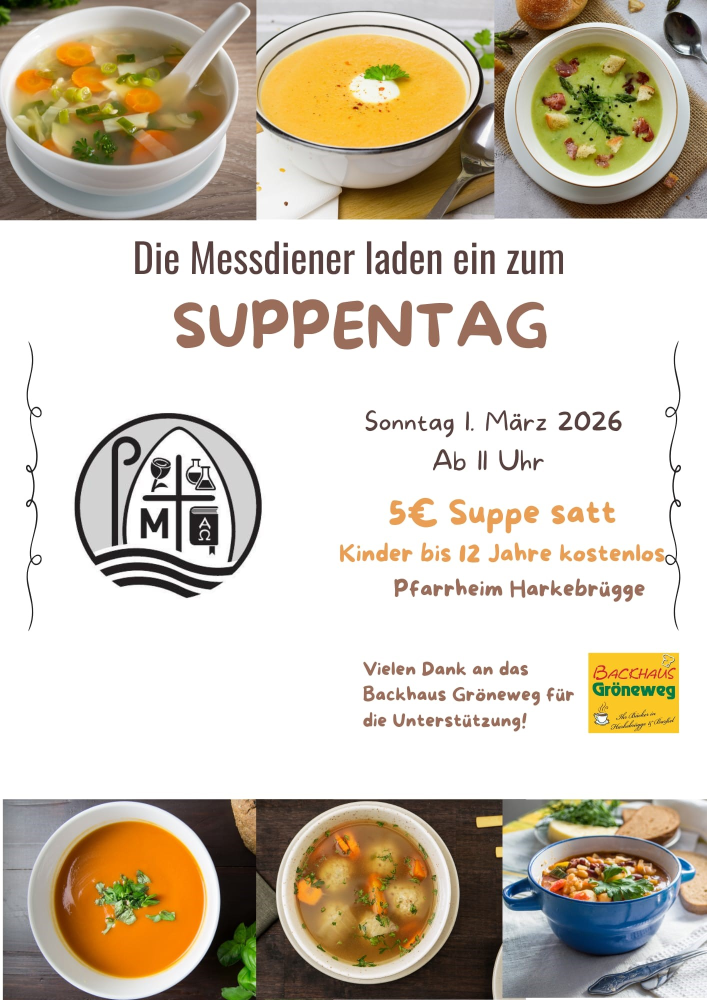 Die Messdiener laden ein zum
SUPPENTAG
Sonntag 1. März 2026
Ab 11 Uhr
5€ Suppe satt
Kinder bis 12 Jahre kostenlos
Pfarrheim Harkebrügge
M
Α
Ω
Vielen Dank an das
Backhaus Gröneweg für
die Unterstützung!
BACKHAUS
Gröneweg
Ihr Bäcker in
Harkebrügge & Barßel